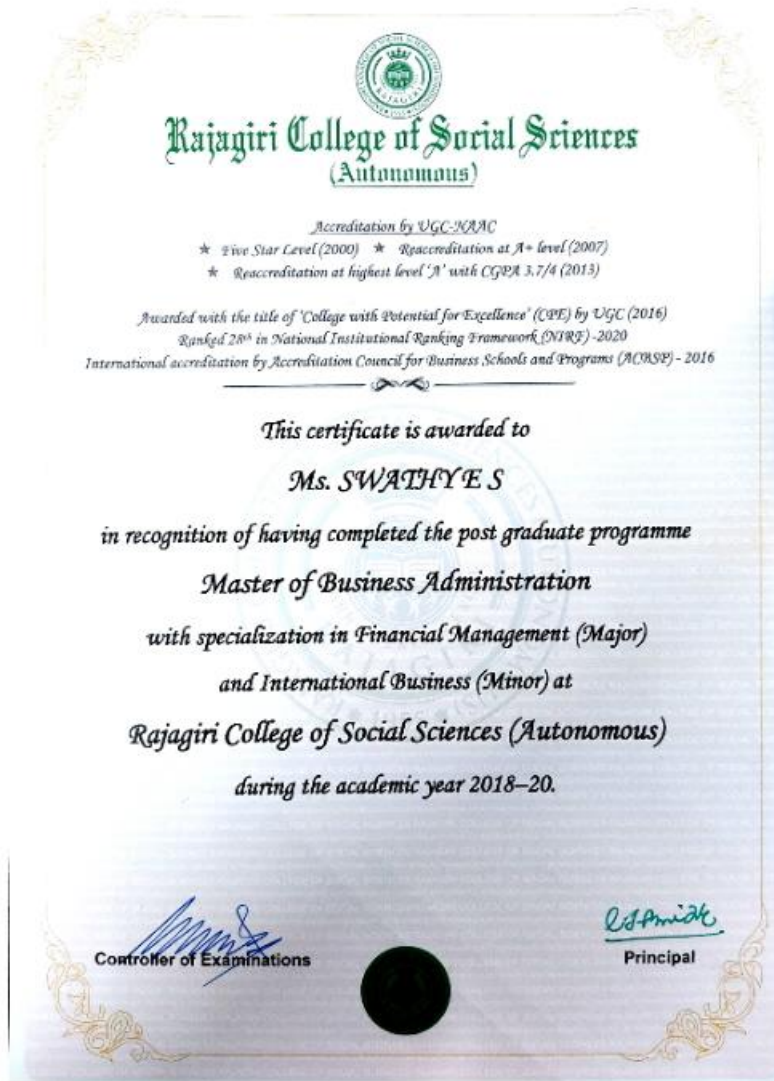 RAJAGIRI
Rajagiri College of Social Sciences
(Autonomous)
Accreditation by UGC-NAAC
★ Five Star Level (2000) ★ Reaccreditation at A+ level (2007)
★ Reaccreditation at highest level 'A' with CGPA 3.7/4 (2013)
Awarded with the title of 'College with Potential for Excellence' (CPE) by UGC (2016)
Ranked 28th in National Institutional Ranking Framework (NIRF) -2020
International accreditation by Accreditation Council for Business Schools and Programs (ACBSP) - 2016
This certificate is awarded to
Ms. SWATHY E S
in recognition of having completed the post graduate programme
Master of Business Administration
with specialization in Financial Management (Major)
and International Business (Minor) at
Rajagiri College of Social Sciences (Autonomous)
during the academic year 2018–20.
Controller of Examinations
Principal